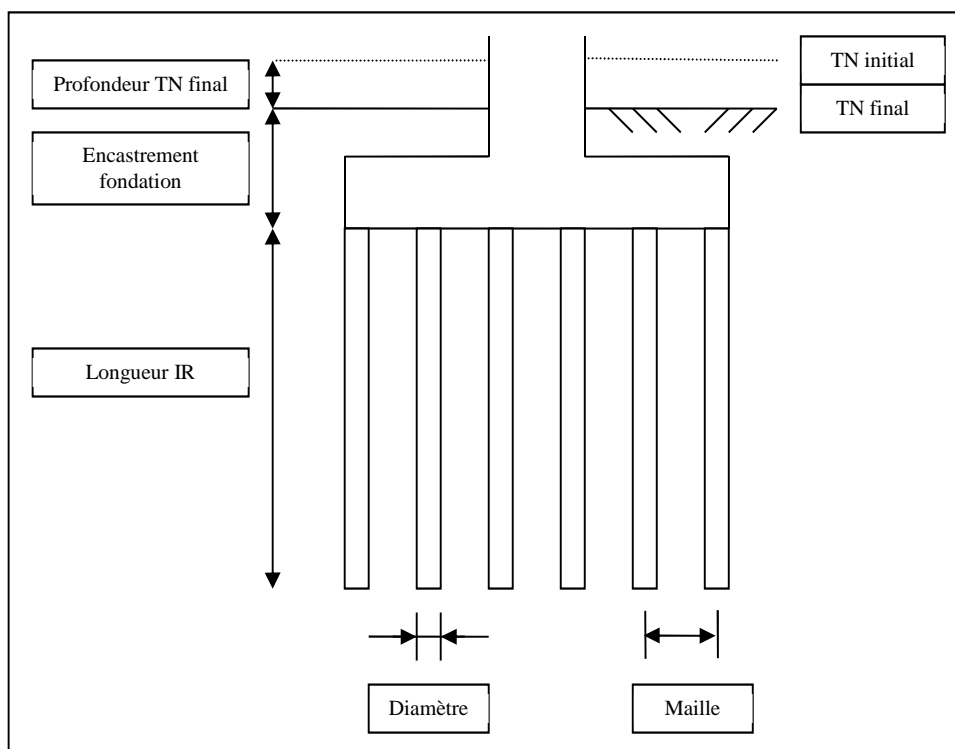 Profondeur TN final
TN initial
TN final
Encastrement
fondation
Longueur IR
Diamètre
Maille